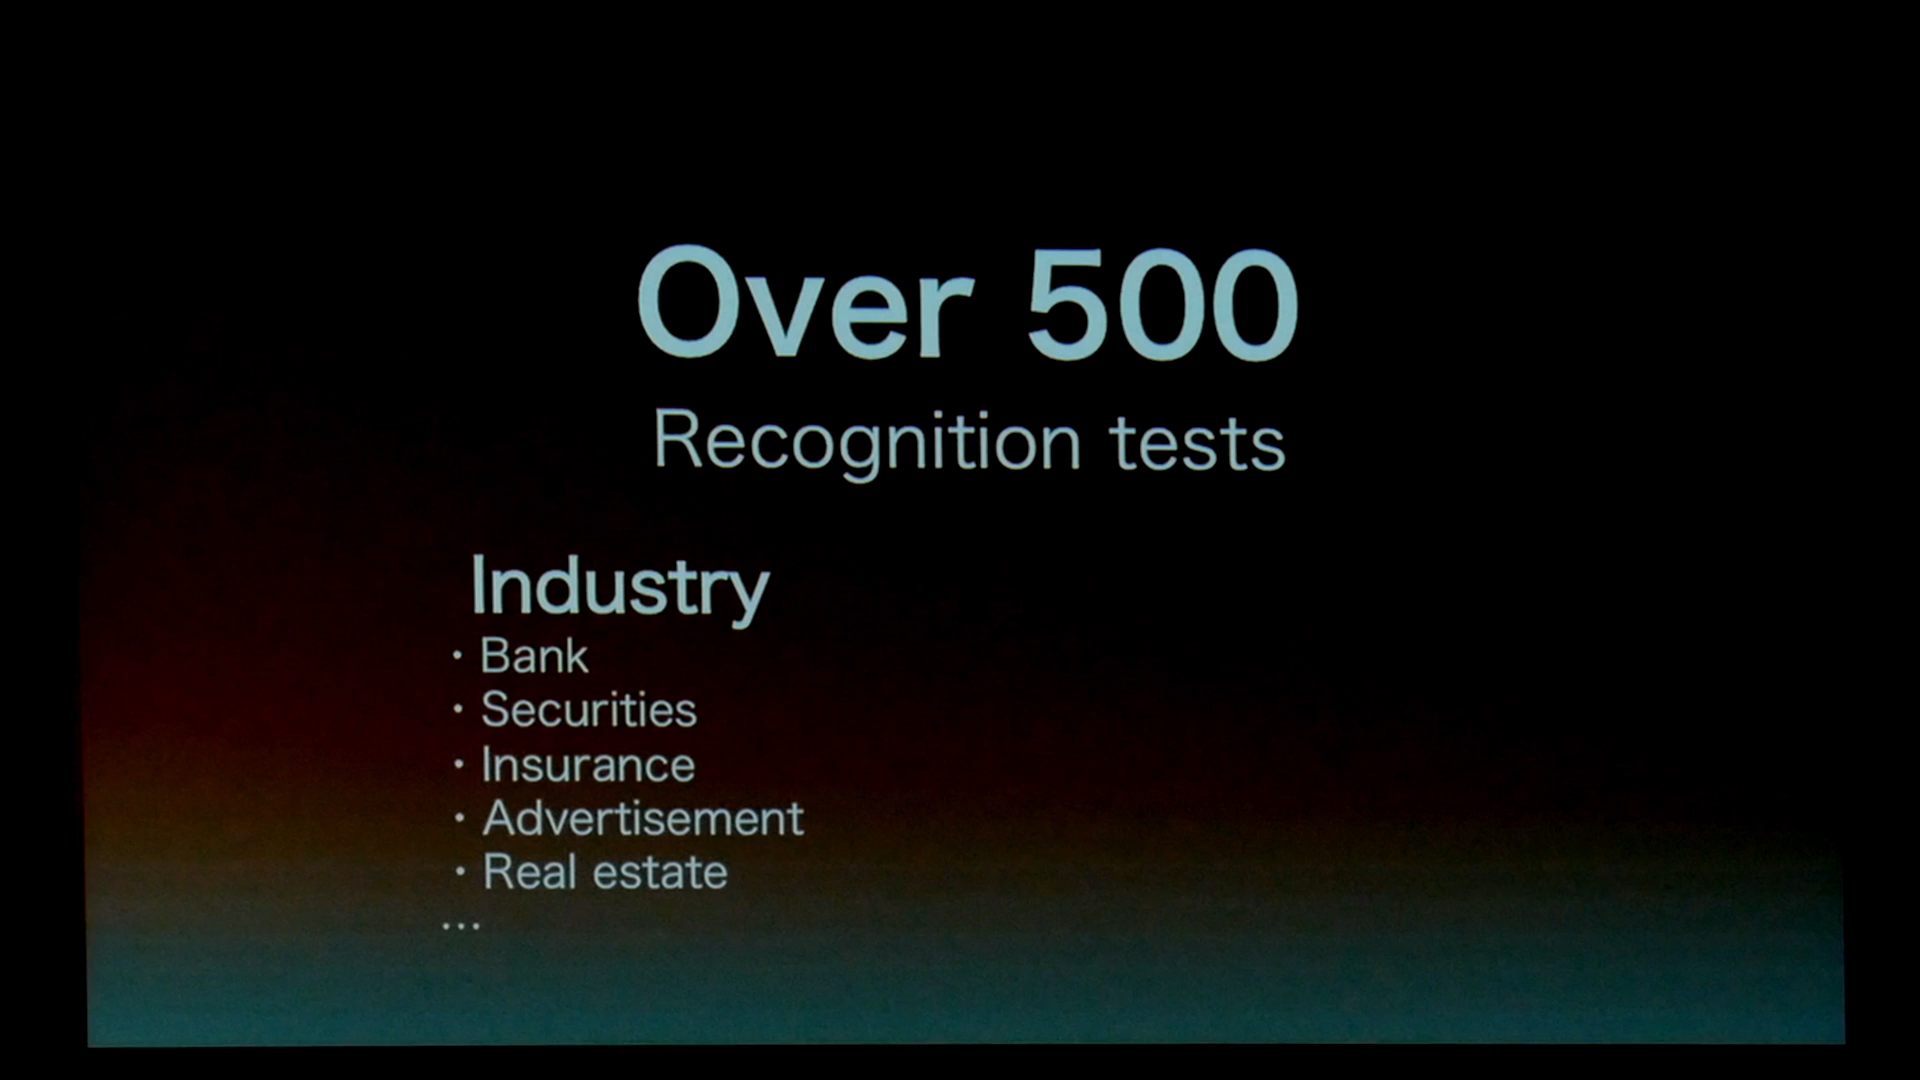 Over 500
Recognition tests
Industry
・Bank
・Securities
・Insurance
・Advertisement
・Real estate
…